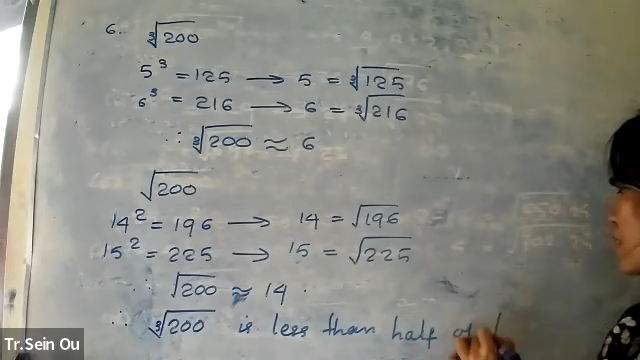 6. ∛200
5³ = 125 → 5 = ∛125
6³ = 216 → 6 = ∛216
∴ ∛200 ≈ 6
√200
14² = 196 → 14 = √196
15² = 225 → 15 = √225
∴ √200 ≈ 14.
∴ ∛200 is less than half of
Tr.Sein Ou